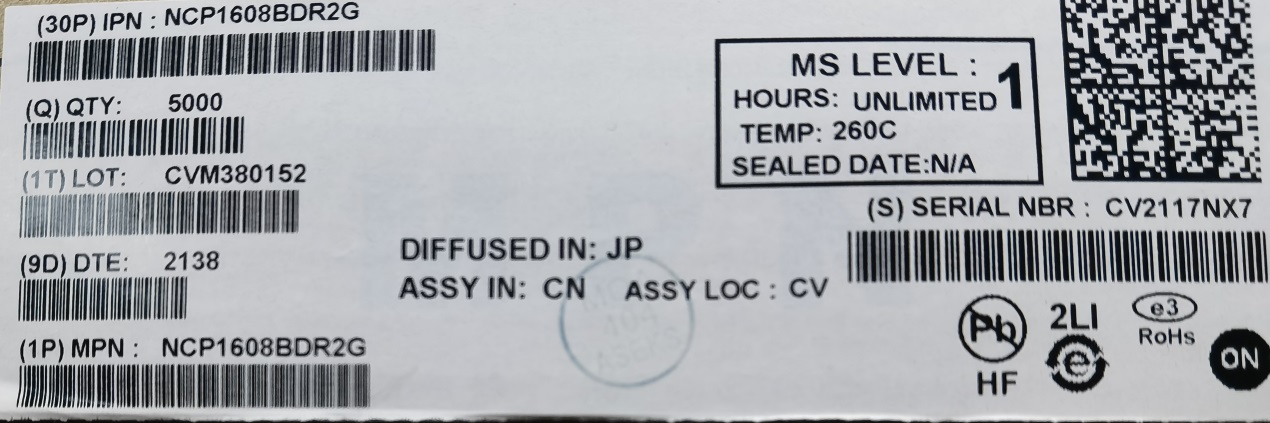 (30P) IPN : NCP1608BDR2G
(Q) QTY: 5000
(1T) LOT: CVM380152
(9D) DTE: 2138
(1P) MPN : NCP1608BDR2G
DIFFUSED IN: JP
ASSY IN: CN ASSY LOC : CV
MS LEVEL : 1
HOURS: UNLIMITED
TEMP: 260C
SEALED DATE:N/A
(S) SERIAL NBR : CV2117NX7
Pb
HF
2LI
e
e3
RoHs
ON